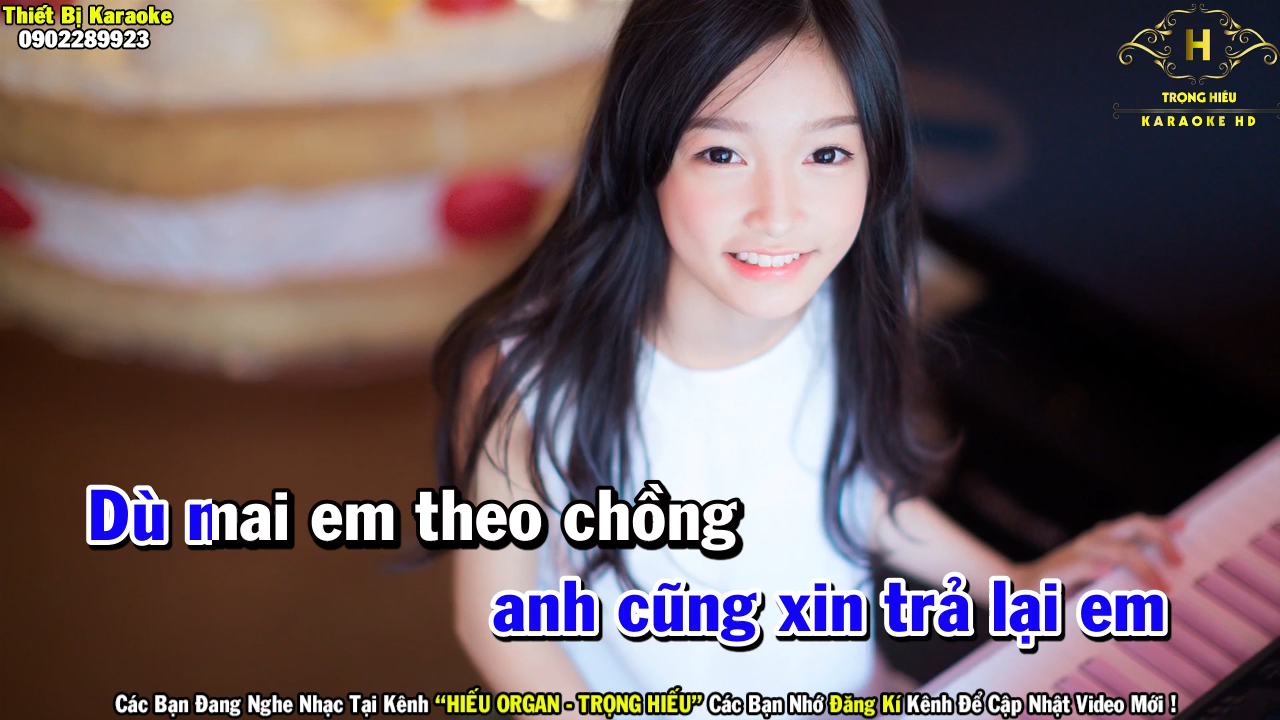 Thiết Bị Karaoke
0902289923
H
TRỌNG HIẾU
KARAOKE HD
Dù mai em theo chồng
anh cũng xin trả lại em
Các Bạn Đang Nghe Nhạc Tại Kênh “HIẾU ORGAN - TRỌNG HIẾU” Các Bạn Nhớ Đăng Kí Kênh Để Cập Nhật Video Mới !